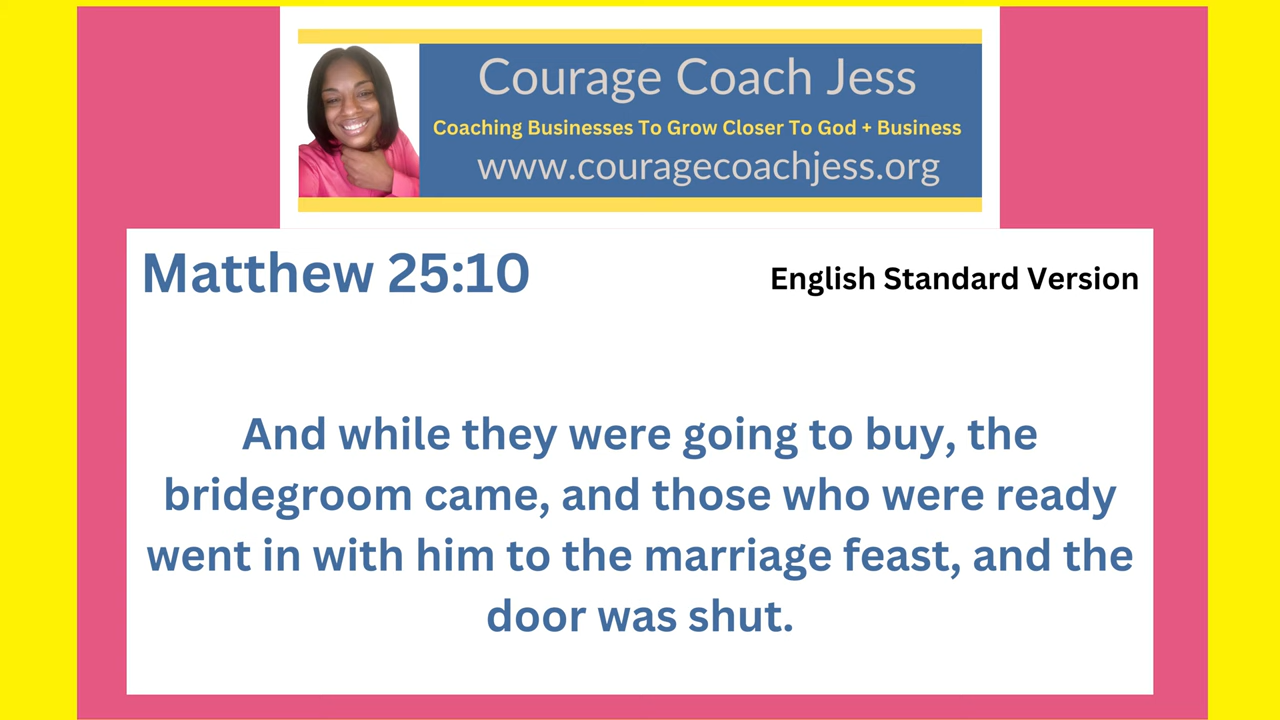 Courage Coach Jess
Coaching Businesses To Grow Closer To God + Business
www.couragecoachjess.org
Matthew 25:10
English Standard Version
And while they were going to buy, the
bridegroom came, and those who were ready
went in with him to the marriage feast, and the
door was shut.